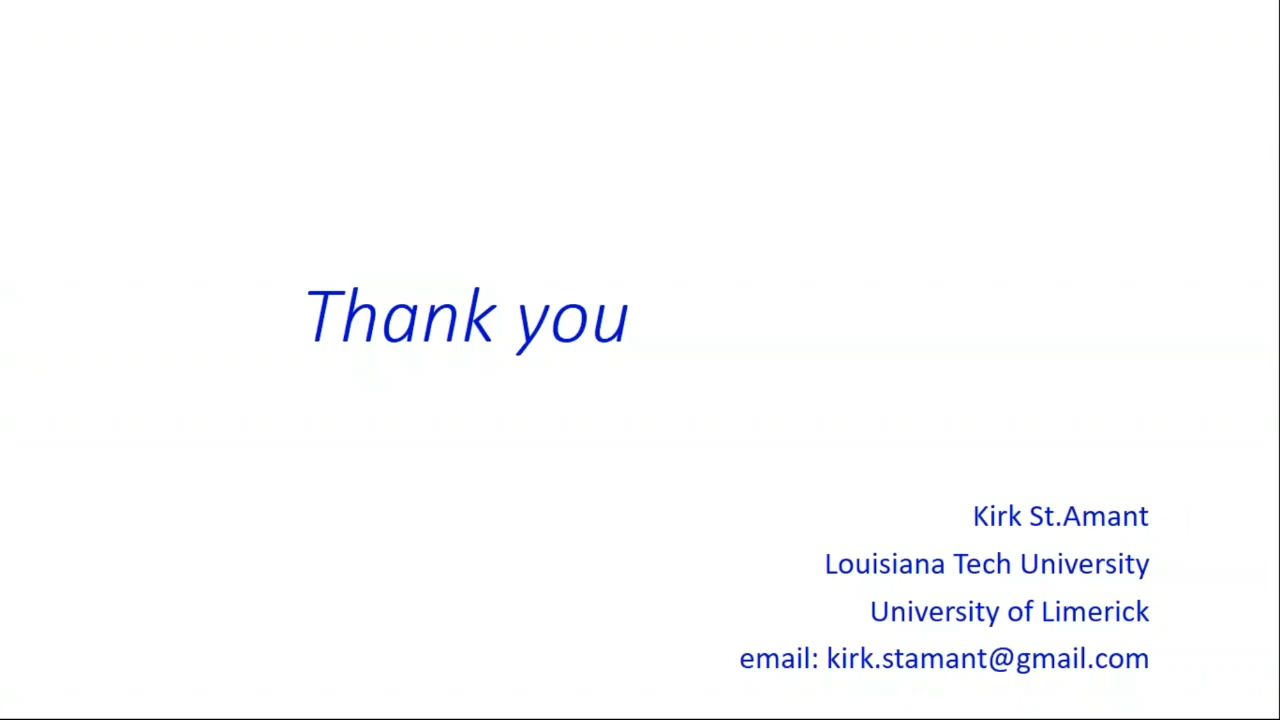 Thank you
Kirk St.Amant
Louisiana Tech University
University of Limerick
email: kirk.stamant@gmail.com